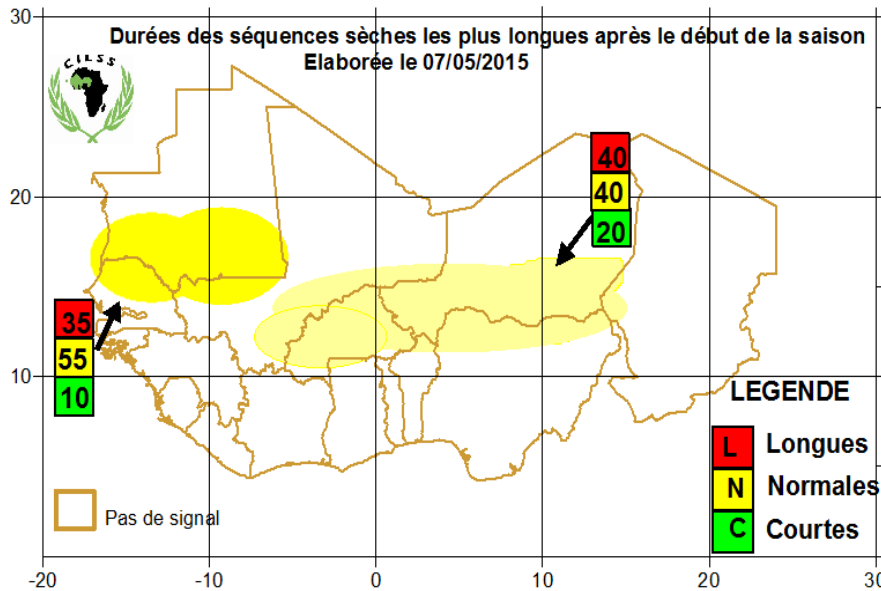 30
Durées des séquences sèches les plus longues après le début de la saison
Elaborée le 07/05/2015
CILSS
40
40
20
20
35
55
10
10
LEGENDE
L Longues
N Normales
C Courtes
Pas de signal
-20 -10 0 10 20 30